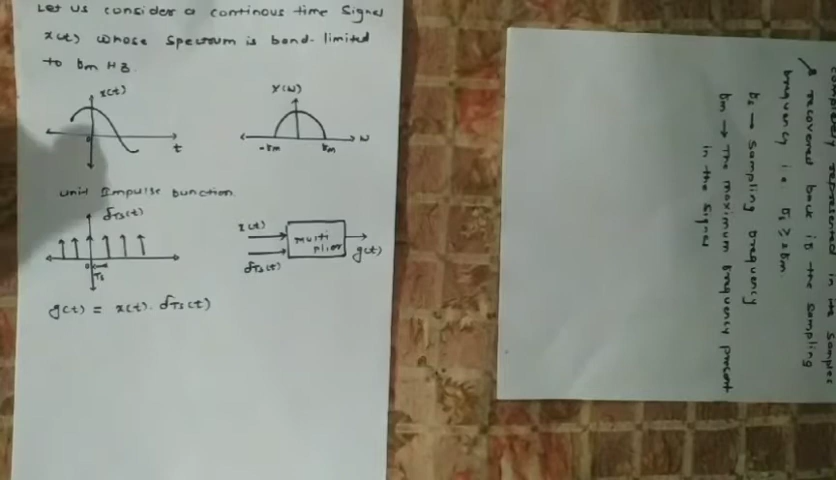 Let us consider a continous time signal
x(t) whose spectrum is band-limited
to fm HZ.
x(t)
X(w)
0
t
-fm
fm
w
unit Impulse function
δTs(t)
0
Ts
x(t)
δTs(t)
multi
plier
g(t)
g(t) = x(t). δTs(t)
completely represented in its samples
& recovered back if the sampling
frequency i.e. fs ≥ 2fm.
fs → sampling frequency
fm → The maximum frequency present
in the signal